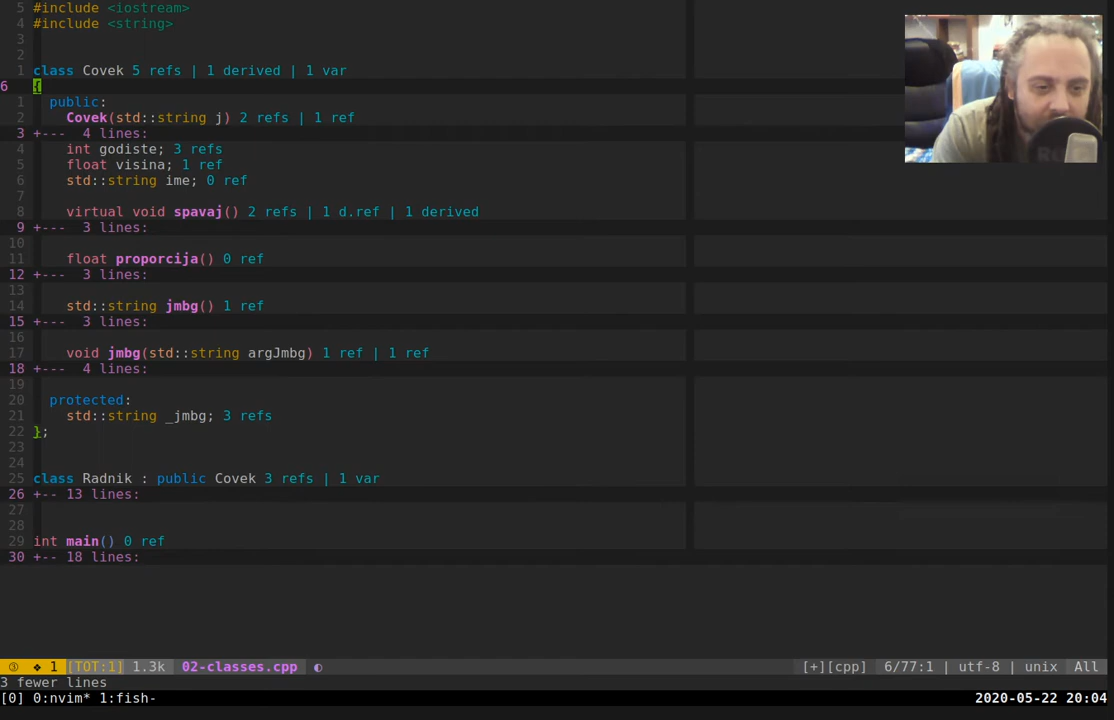 5 #include <iostream>
4 #include <string>
3
2
1 class Covek 5 refs | 1 derived | 1 var
6 {
1 public:
2 Covek(std::string j) 2 refs | 1 ref
3 +--- 4 lines:
4 int godiste; 3 refs
5 float visina; 1 ref
6 std::string ime; 0 ref
7
8 virtual void spavaj() 2 refs | 1 d.ref | 1 derived
9 +--- 3 lines:
10
11 float proporcija() 0 ref
12 +--- 3 lines:
13
14 std::string jmbg() 1 ref
15 +--- 3 lines:
16
17 void jmbg(std::string argJmbg) 1 ref | 1 ref
18 +--- 4 lines:
19
20 protected:
21 std::string _jmbg; 3 refs
22 };
23
24
25 class Radnik : public Covek 3 refs | 1 var
26 +-- 13 lines:
27
28
29 int main() 0 ref
30 +-- 18 lines:
③ ❖ 1 [TOT:1] 1.3k 02-classes.cpp ◐ [+][cpp] 6/77:1 | utf-8 | unix All
3 fewer lines
[0] 0:nvim* 1:fish- 2020-05-22 20:04